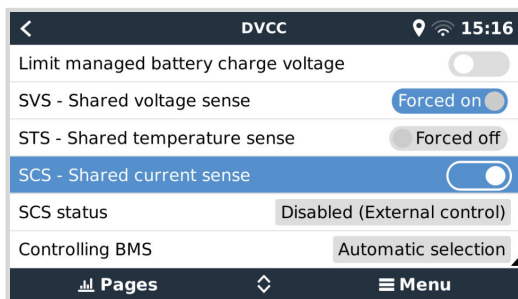 DVCC 15:16
Limit managed battery charge voltage
SVS - Shared voltage sense Forced on
STS - Shared temperature sense Forced off
SCS - Shared current sense
SCS status Disabled (External control)
Controlling BMS Automatic selection
Pages Menu